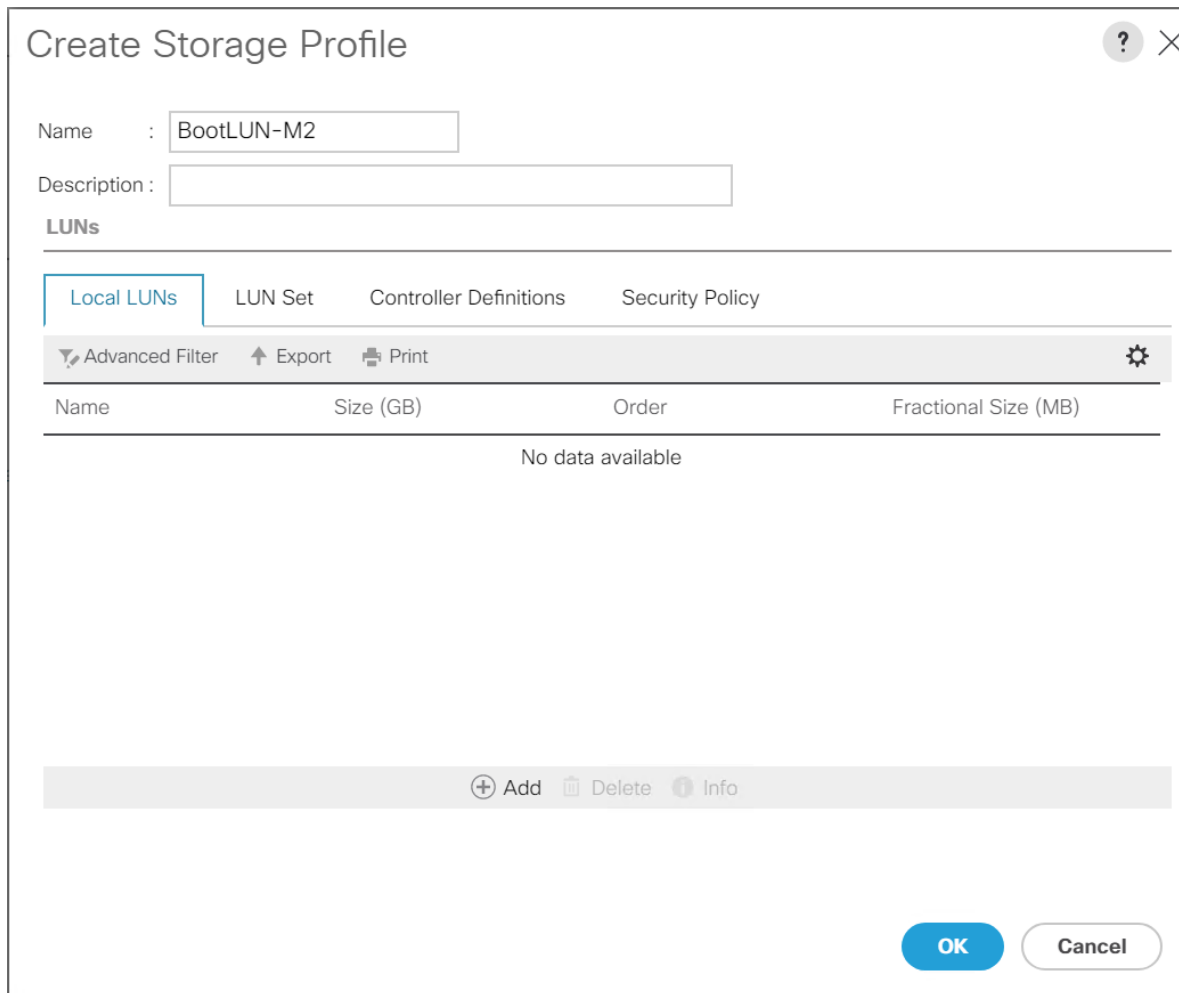 Create Storage Profile ?
Name : BootLUN-M2
Description :
LUNs
Local LUNs LUN Set Controller Definitions Security Policy
Advanced Filter Export Print
Name Size (GB) Order Fractional Size (MB)
No data available
Add Delete Info
OK Cancel